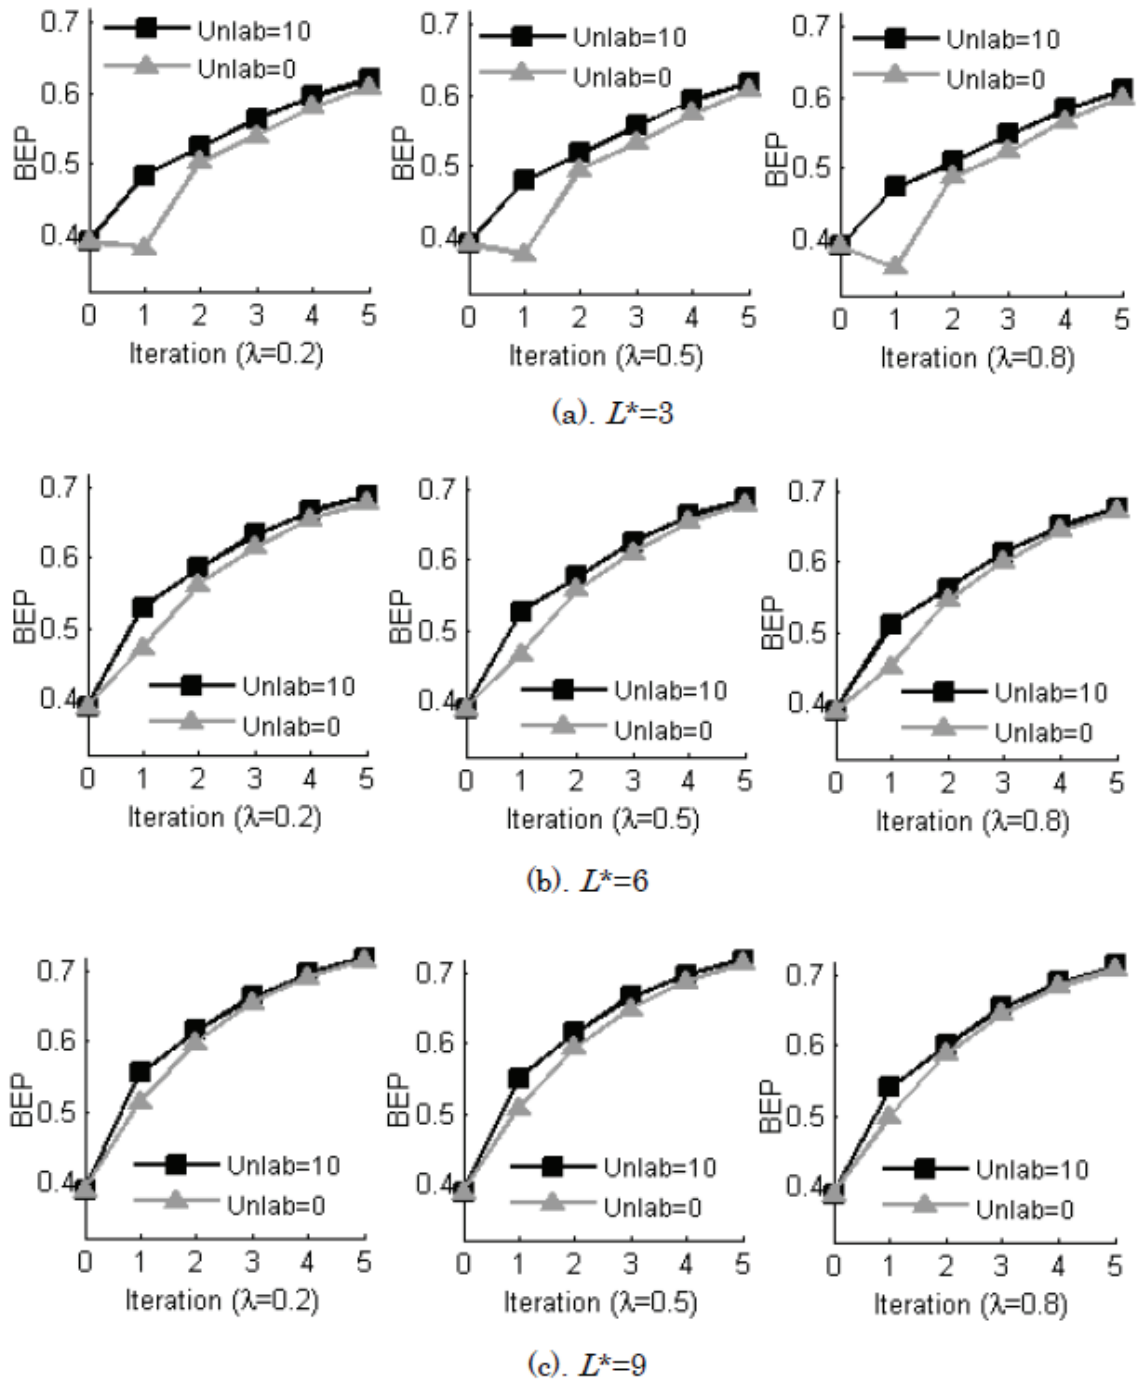 0.7
0.6
0.5
0.4
BEP
Unlab=10
Unlab=0
0 1 2 3 4 5
Iteration (λ=0.2)
0.7
0.6
0.5
0.4
BEP
Unlab=10
Unlab=0
0 1 2 3 4 5
Iteration (λ=0.5)
0.7
0.6
0.5
0.4
BEP
Unlab=10
Unlab=0
0 1 2 3 4 5
Iteration (λ=0.8)
(a). L*=3
0.7
0.6
0.5
0.4
BEP
Unlab=10
Unlab=0
0 1 2 3 4 5
Iteration (λ=0.2)
0.7
0.6
0.5
0.4
BEP
Unlab=10
Unlab=0
0 1 2 3 4 5
Iteration (λ=0.5)
0.7
0.6
0.5
0.4
BEP
Unlab=10
Unlab=0
0 1 2 3 4 5
Iteration (λ=0.8)
(b). L*=6
0.7
0.6
0.5
0.4
BEP
Unlab=10
Unlab=0
0 1 2 3 4 5
Iteration (λ=0.2)
0.7
0.6
0.5
0.4
BEP
Unlab=10
Unlab=0
0 1 2 3 4 5
Iteration (λ=0.5)
0.7
0.6
0.5
0.4
BEP
Unlab=10
Unlab=0
0 1 2 3 4 5
Iteration (λ=0.8)
(c). L*=9